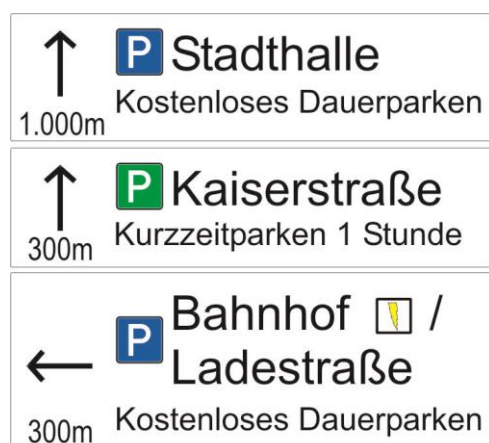 P Stadthalle
Kostenloses Dauerparken
1.000m
P Kaiserstraße
Kurzzeitparken 1 Stunde
300m
P Bahnhof /
Ladestraße
Kostenloses Dauerparken
300m